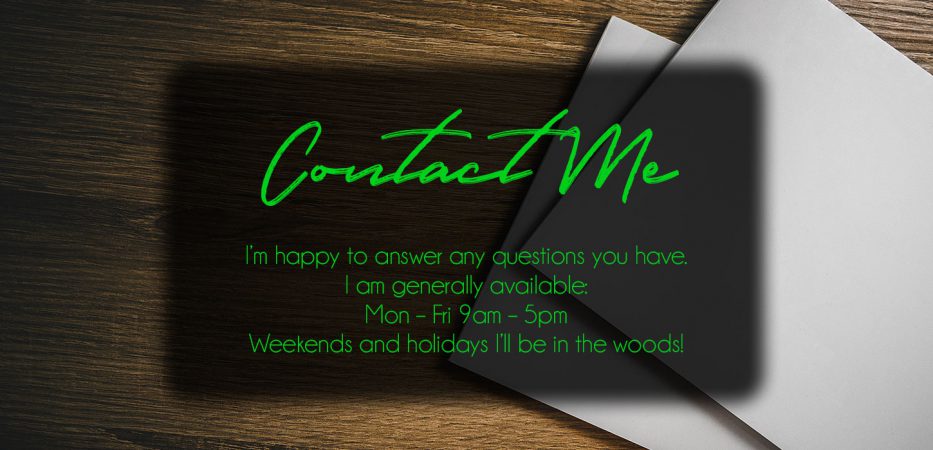 Contact Me
I'm happy to answer any questions you have.
I am generally available:
Mon – Fri 9am – 5pm
Weekends and holidays I'll be in the woods!